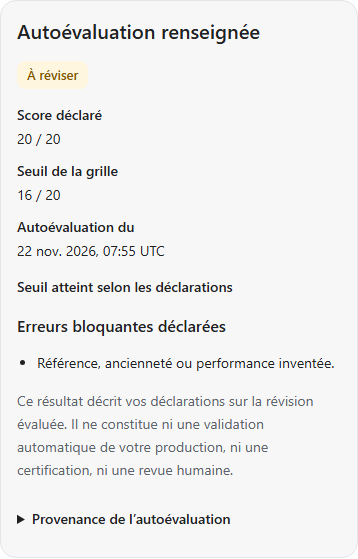 Autoévaluation renseignée
À réviser
Score déclaré
20 / 20
Seuil de la grille
16 / 20
Autoévaluation du
22 nov. 2026, 07:55 UTC
Seuil atteint selon les déclarations
Erreurs bloquantes déclarées
• Référence, ancienneté ou performance inventée.
Ce résultat décrit vos déclarations sur la révision
évaluée. Il ne constitue ni une validation
automatique de votre production, ni une
certification, ni une revue humaine.
▶ Provenance de l’autoévaluation